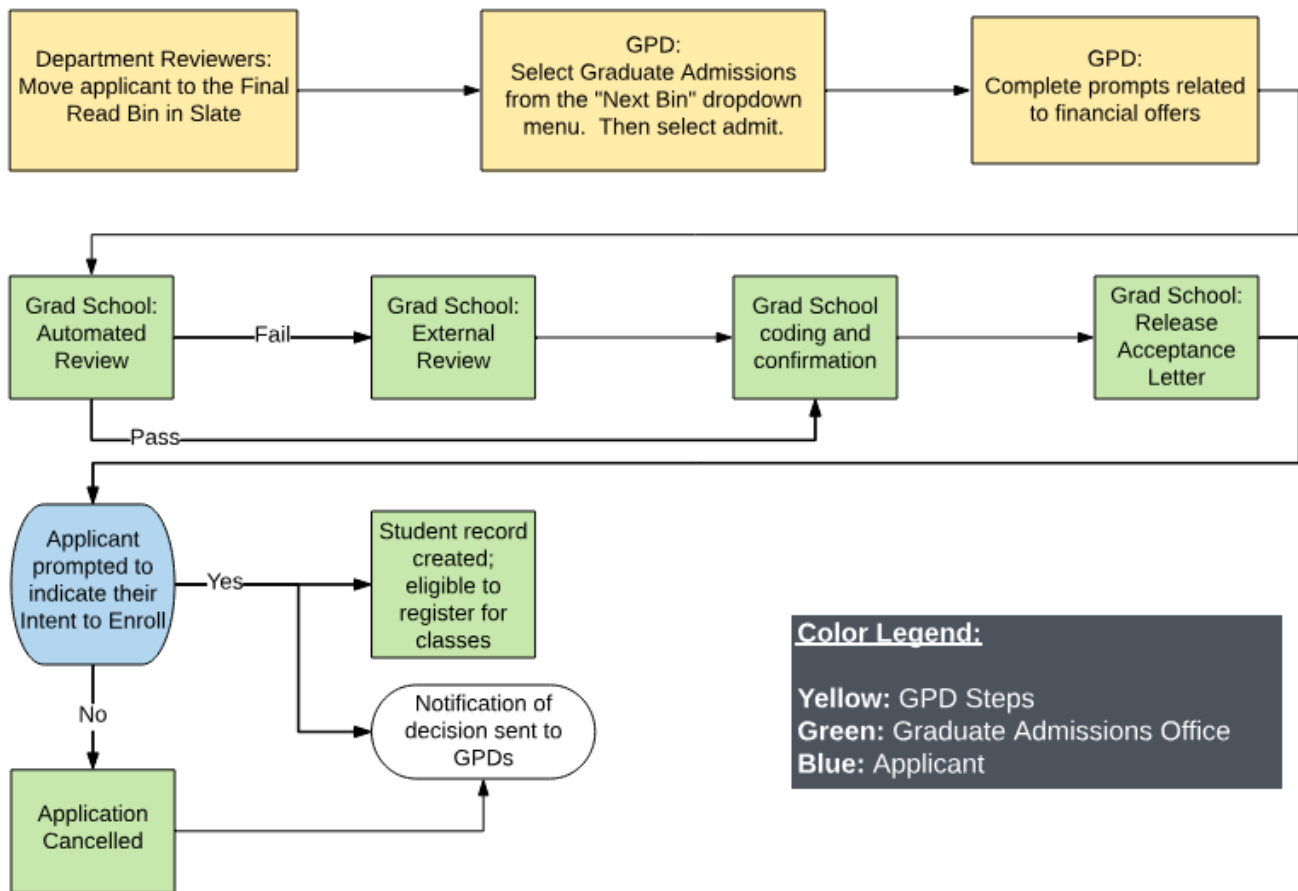 Department Reviewers:
Move applicant to the Final
Read Bin in Slate
GPD:
Select Graduate Admissions
from the "Next Bin" dropdown
menu.  Then select admit.
GPD:
Complete prompts related
to financial offers
Grad School:
Automated
Review
Fail
Grad School:
External
Review
Grad School
coding and
confirmation
Grad School:
Release
Acceptance
Letter
Pass
Applicant
prompted to
indicate their
Intent to Enroll
Yes
Student record
created;
eligible to
register for
classes
No
Notification of
decision sent to
GPDs
Application
Cancelled
Color Legend:
Yellow: GPD Steps
Green: Graduate Admissions Office
Blue: Applicant